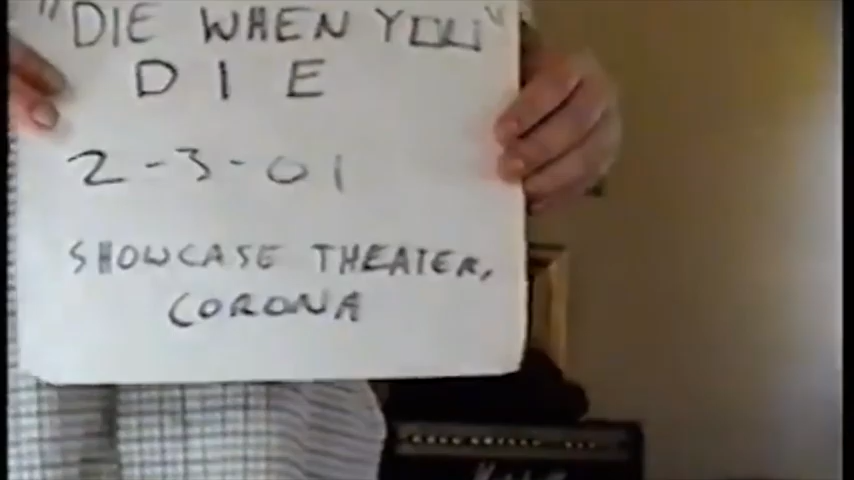 "DIE WHEN YOU"
DIE
2-3-01
SHOWCASE THEATER,
CORONA